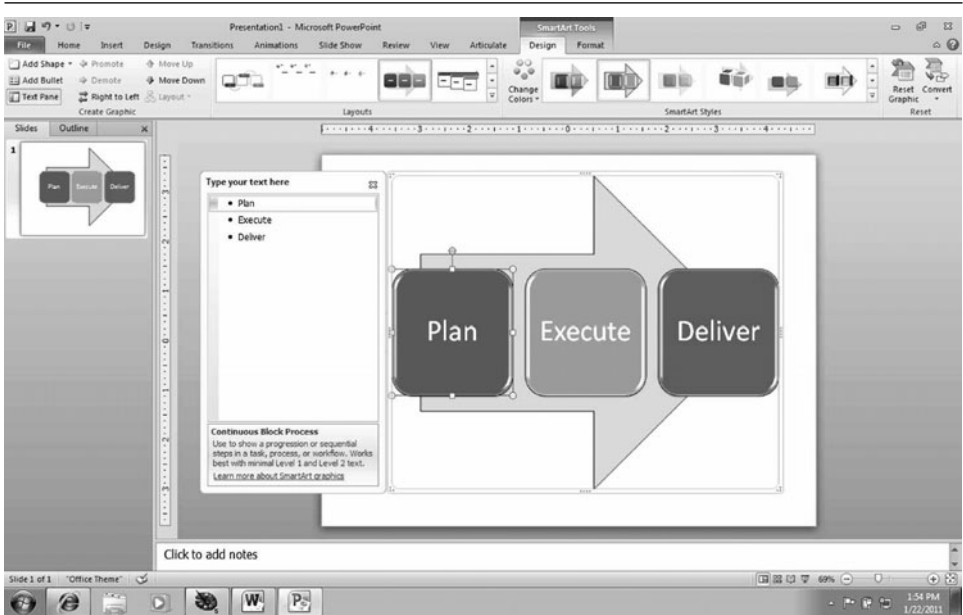 Presentation1 - Microsoft PowerPoint
SmartArt Tools
File Home Insert Design Transitions Animations Slide Show Review View Articulate Design Format
Add Shape Promote Move Up
Add Bullet Demote Move Down
Text Pane Right to Left Layout
Change Colors
Reset Graphic
Convert
Create Graphic Layouts SmartArt Styles Reset
Slides Outline
1
Plan Execute Deliver
Type your text here
• Plan
• Execute
• Deliver
Continuous Block Process
Use to show a progression or sequential
steps in a task, process, or workflow. Works
best with minimal Level 1 and Level 2 text.
Learn more about SmartArt graphics
Plan Execute Deliver
Click to add notes
Slide 1 of 1 "Office Theme" 69%
1:54 PM
1/22/2011